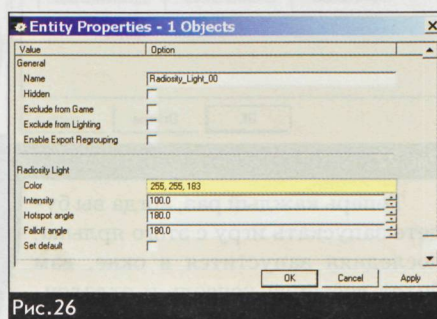 Entity Properties - 1 Objects
Value Option
General
Name Radiosity_Light_00
Hidden
Exclude from Game
Exclude from Lighting
Enable Export Regrouping
Radiosity Light
Color 255, 255, 183
Intensity 100.0
Hotspot angle 180.0
Falloff angle 180.0
Set default
OK Cancel Apply
Рис.26